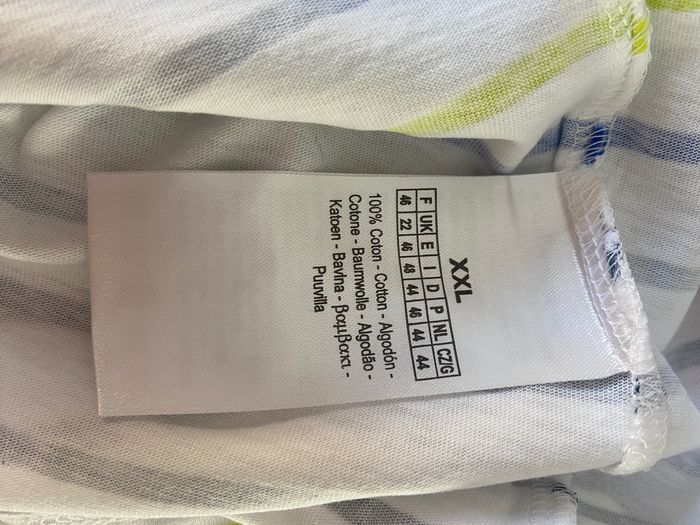 XXL
F UK E I D P NL CZ/G
46 22 46 48 44 46 44 44
100% Coton - Cotton - Algodón -
Cotone - Baumwolle - Algodão -
Katoen - Bavlna - βαμβακι -
Puuvilla